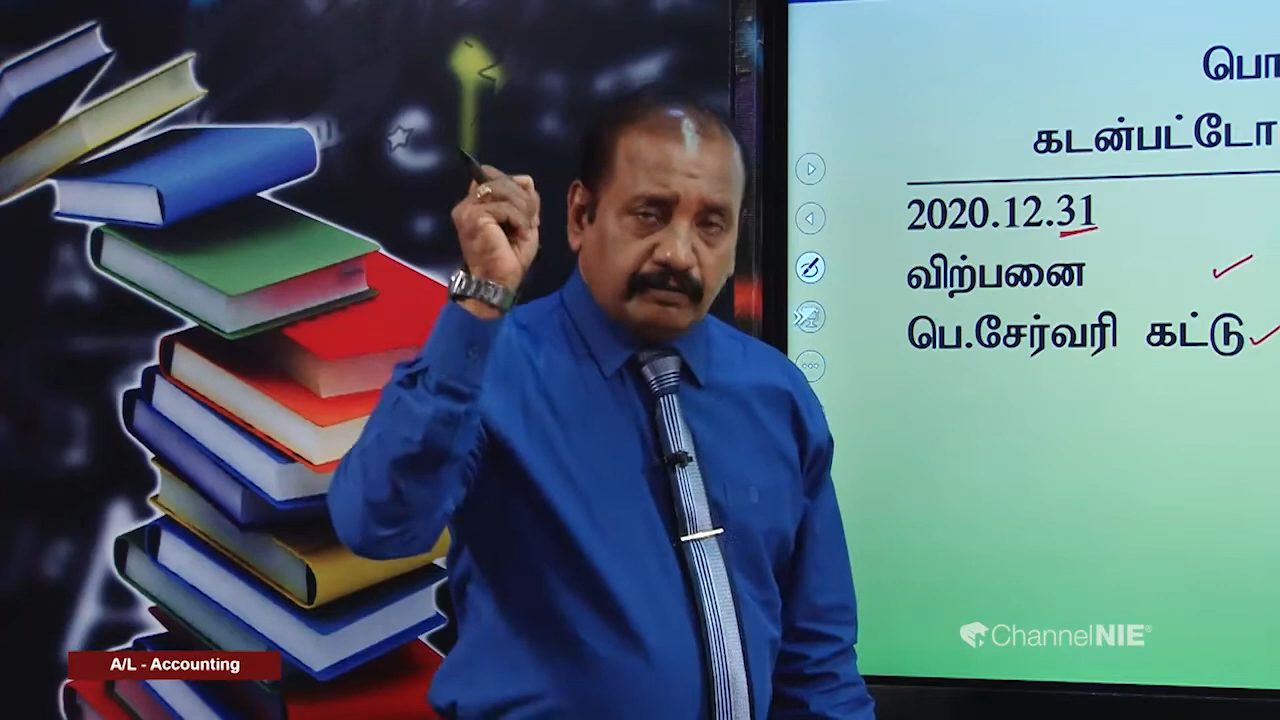 கடன்பட்டோ
2020.12.31
விற்பனை
பெ.சேர்வரி கட்டு
ChannelNIE
A/L - Accounting